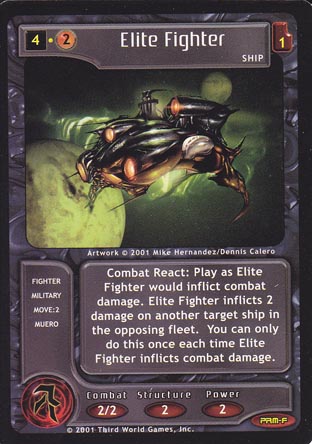 4 • 2
Elite Fighter
1
SHIP
Artwork © 2001 Mike Hernandez/Dennis Calero
FIGHTER
MILITARY
MOVE:2
MUERO
Combat React: Play as Elite
Fighter would inflict combat
damage. Elite Fighter inflicts 2
damage on another target ship in
the opposing fleet. You can only
do this once each time Elite
Fighter inflicts combat damage.
Combat Structure Power
2/2 2 2
PRM-F
© 2001 Third World Games, Inc.